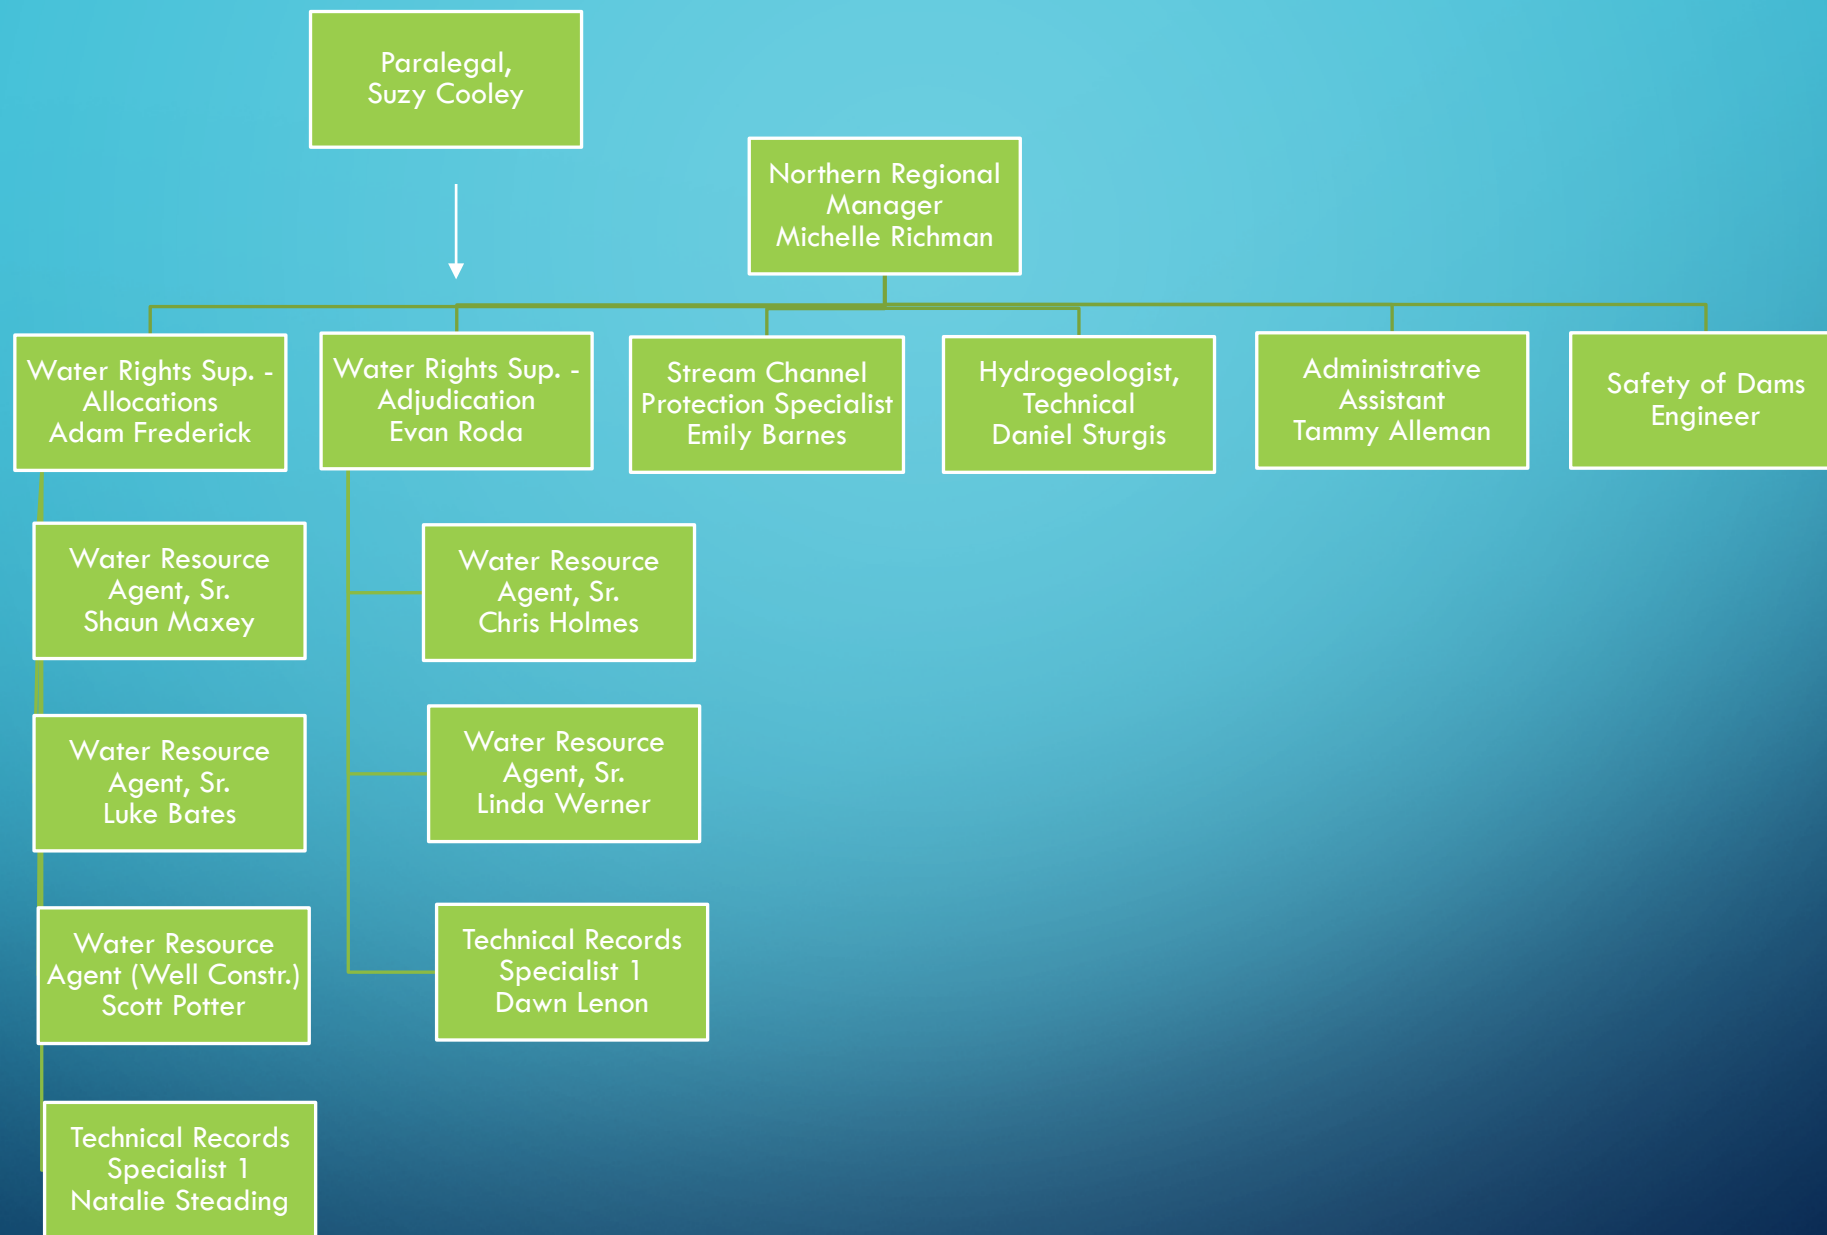 Paralegal,
Suzy Cooley
Northern Regional
Manager
Michelle Richman
Water Rights Sup. -
Allocations
Adam Frederick
Water Rights Sup. -
Adjudication
Evan Roda
Stream Channel
Protection Specialist
Emily Barnes
Hydrogeologist,
Technical
Daniel Sturgis
Administrative
Assistant
Tammy Alleman
Safety of Dams
Engineer
Water Resource
Agent, Sr.
Shaun Maxey
Water Resource
Agent, Sr.
Luke Bates
Water Resource
Agent (Well Constr.)
Scott Potter
Technical Records
Specialist 1
Natalie Steading
Water Resource
Agent, Sr.
Chris Holmes
Water Resource
Agent, Sr.
Linda Werner
Technical Records
Specialist 1
Dawn Lenon